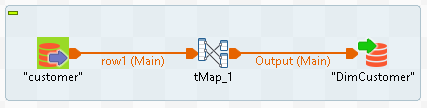 row1 (Main)
Output (Main)
"customer"
tMap_1
"DimCustomer"